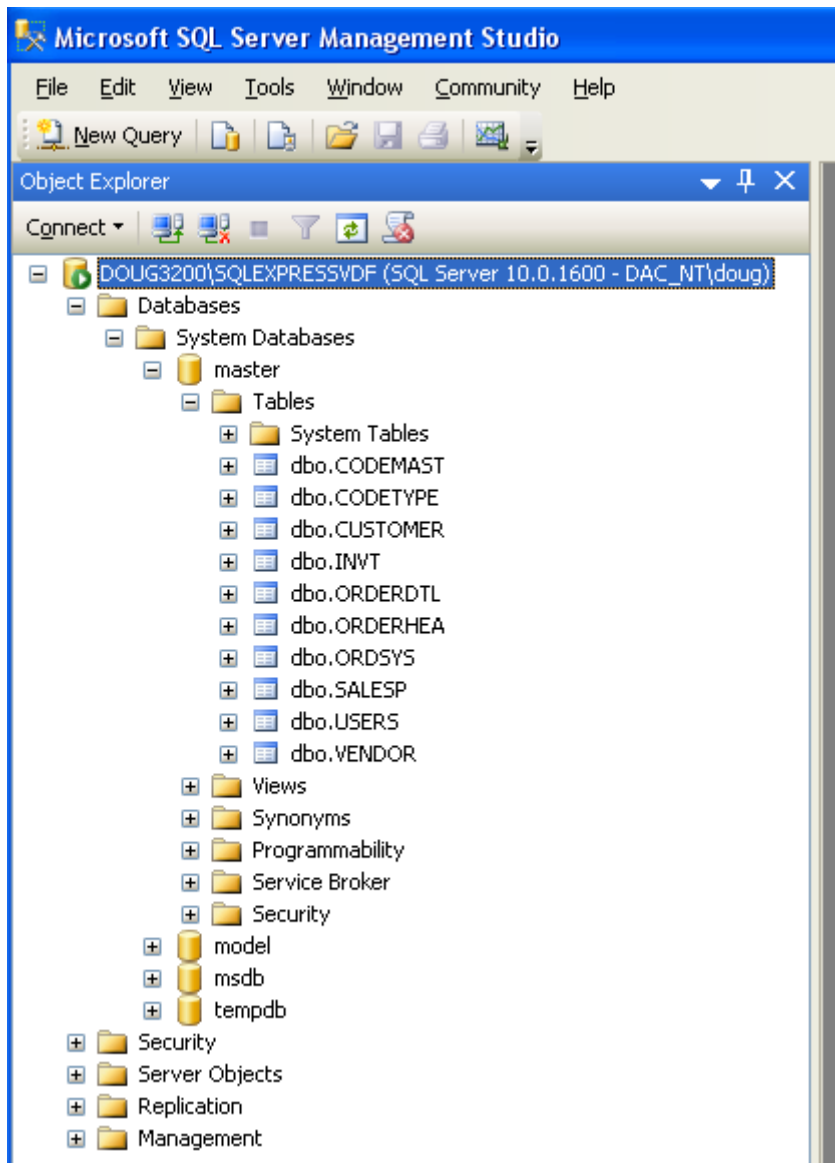 Microsoft SQL Server Management Studio
File Edit View Tools Window Community Help
New Query
Object Explorer
Connect
DOUG3200\SQLEXPRESSVDF (SQL Server 10.0.1600 - DAC_NT\doug)
Databases
System Databases
master
Tables
System Tables
dbo.CODEMAST
dbo.CODETYPE
dbo.CUSTOMER
dbo.INVT
dbo.ORDERDTL
dbo.ORDERHEA
dbo.ORDSYS
dbo.SALESP
dbo.USERS
dbo.VENDOR
Views
Synonyms
Programmability
Service Broker
Security
model
msdb
tempdb
Security
Server Objects
Replication
Management